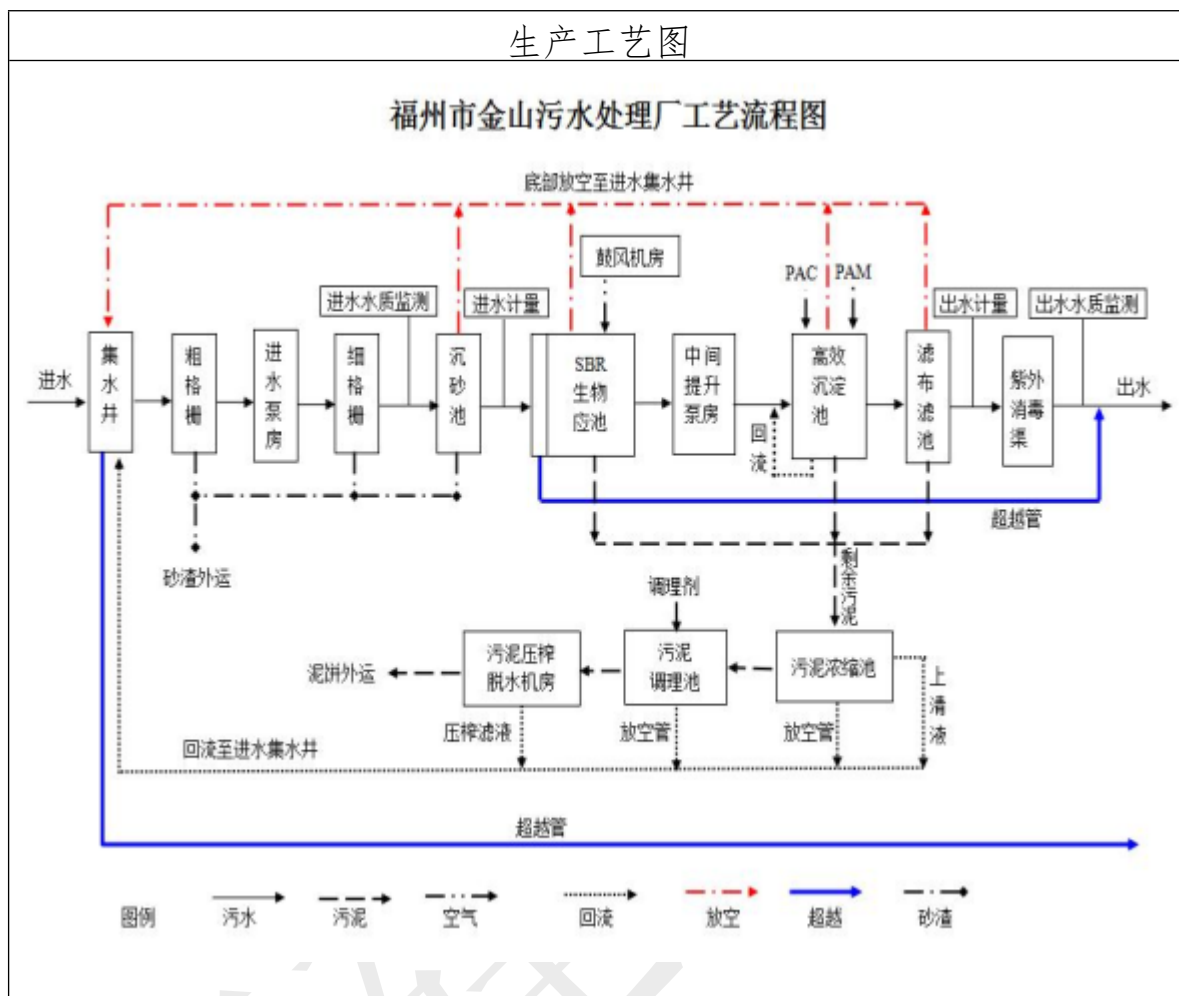 生产工艺图
福州市金山污水处理厂工艺流程图
底部放空至进水集水井
鼓风机房
PAC
PAM
进水水质监测
进水计量
出水计量
出水水质监测
进水
集水井
粗格栅
进水泵房
细格栅
沉砂池
SBR
生物
应池
中间
提升
泵房
高效
沉淀
池
滤布滤池
紫外
消毒
渠
出水
回流
超越管
砂渣外运
剩余污泥
调理剂
泥饼外运
污泥压榨
脱水机房
污泥
调理池
污泥浓缩池
上清液
压榨滤液
放空管
放空管
回流至进水集水井
超越管
图例
污水
污泥
空气
回流
放空
超越
砂渣